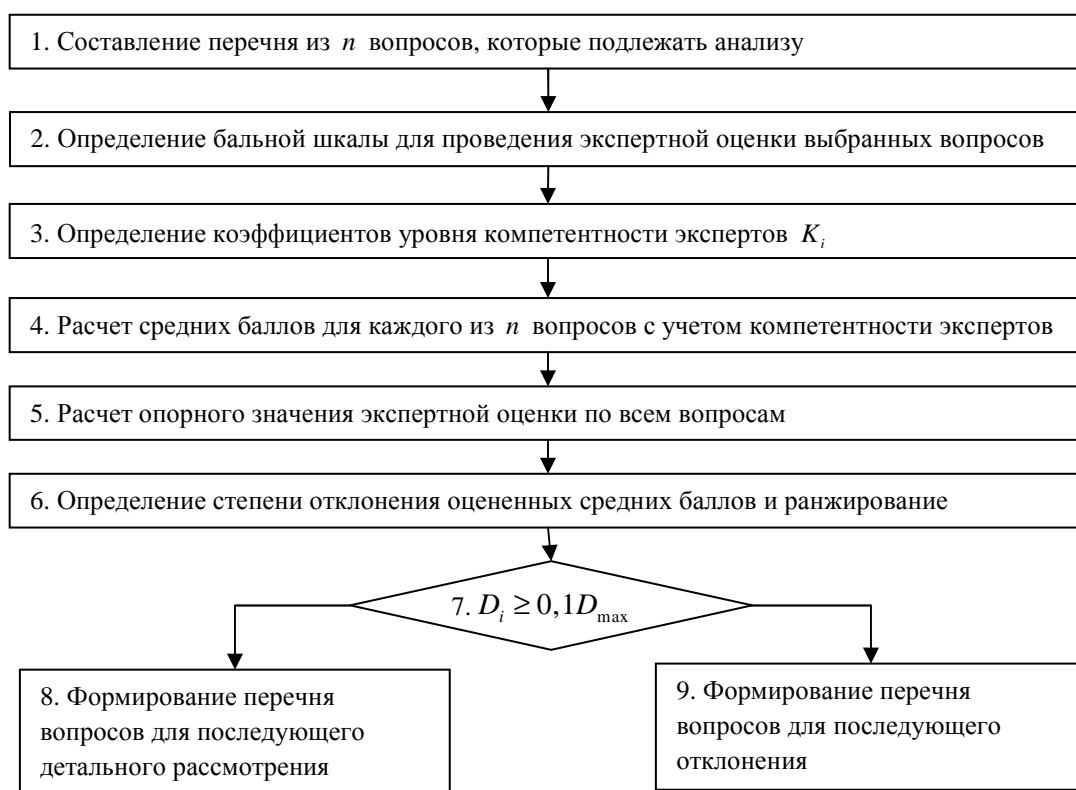 1. Составление перечня из n вопросов, которые подлежать анализу
2. Определение бальной шкалы для проведения экспертной оценки выбранных вопросов
3. Определение коэффициентов уровня компетентности экспертов K_i
4. Расчет средних баллов для каждого из n вопросов с учетом компетентности экспертов
5. Расчет опорного значения экспертной оценки по всем вопросам
6. Определение степени отклонения оцененных средних баллов и ранжирование
7. D_i ≥ 0,1D_max
8. Формирование перечня
вопросов для последующего
детального рассмотрения
9. Формирование перечня
вопросов для последующего
отклонения